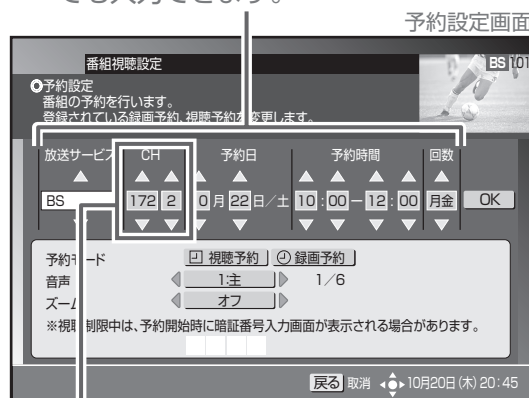 でも入力できます。
予約設定画面
番組視聴設定
BS 101
予約設定
番組の予約を行います。
登録されている録画予約、視聴予約を変更します。
放送サービス CH 予約日 予約時間 回数
BS 172 2 0月22日/土 10:00-12:00 月金 OK
予約モード 視聴予約 録画予約
音声 1:主 1/6
ズーム オフ
※視聴制限中は、予約開始時に暗証番号入力画面が表示される場合があります。
戻る 取消 10月20日(木)20:45